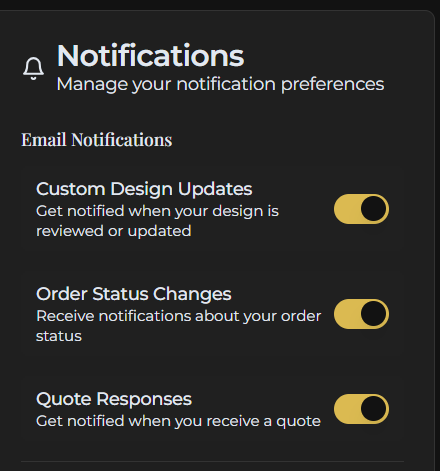 Notifications
Manage your notification preferences
Email Notifications
Custom Design Updates
Get notified when your design is
reviewed or updated
Order Status Changes
Receive notifications about your order
status
Quote Responses
Get notified when you receive a quote